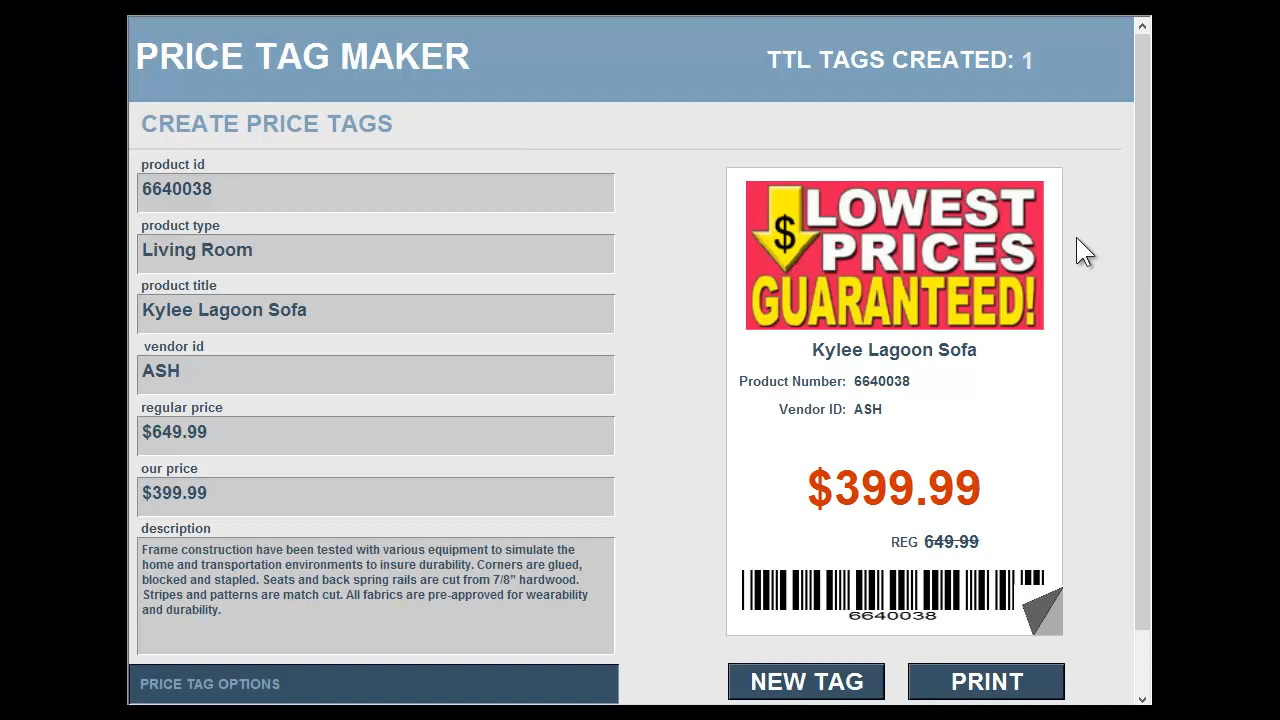 PRICE TAG MAKER
TTL TAGS CREATED: 1
CREATE PRICE TAGS
product id
6640038
product type
Living Room
product title
Kylee Lagoon Sofa
vendor id
ASH
regular price
$649.99
our price
$399.99
description
Frame construction have been tested with various equipment to simulate the
home and transportation environments to insure durability. Corners are glued,
blocked and stapled. Seats and back spring rails are cut from 7/8” hardwood.
Stripes and patterns are match cut. All fabrics are pre-approved for wearability
and durability.
PRICE TAG OPTIONS
$ LOWEST
PRICES
GUARANTEED!
Kylee Lagoon Sofa
Product Number: 6640038
Vendor ID: ASH
$399.99
REG 649.99
6640038
NEW TAG
PRINT